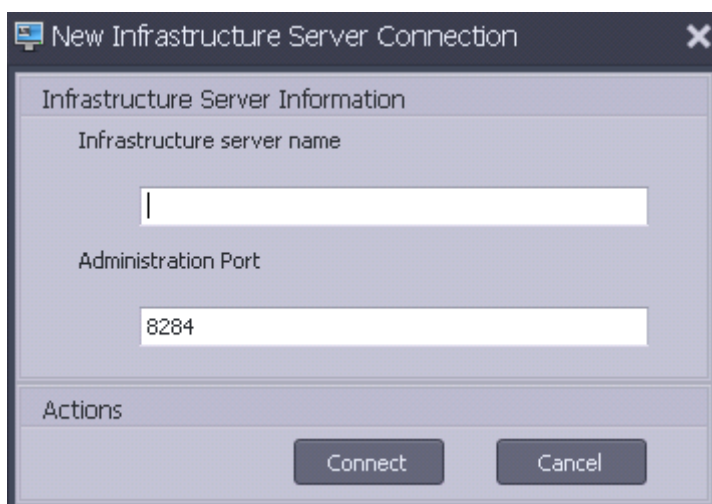 New Infrastructure Server Connection
Infrastructure Server Information
Infrastructure server name
Administration Port
8284
Actions
Connect Cancel